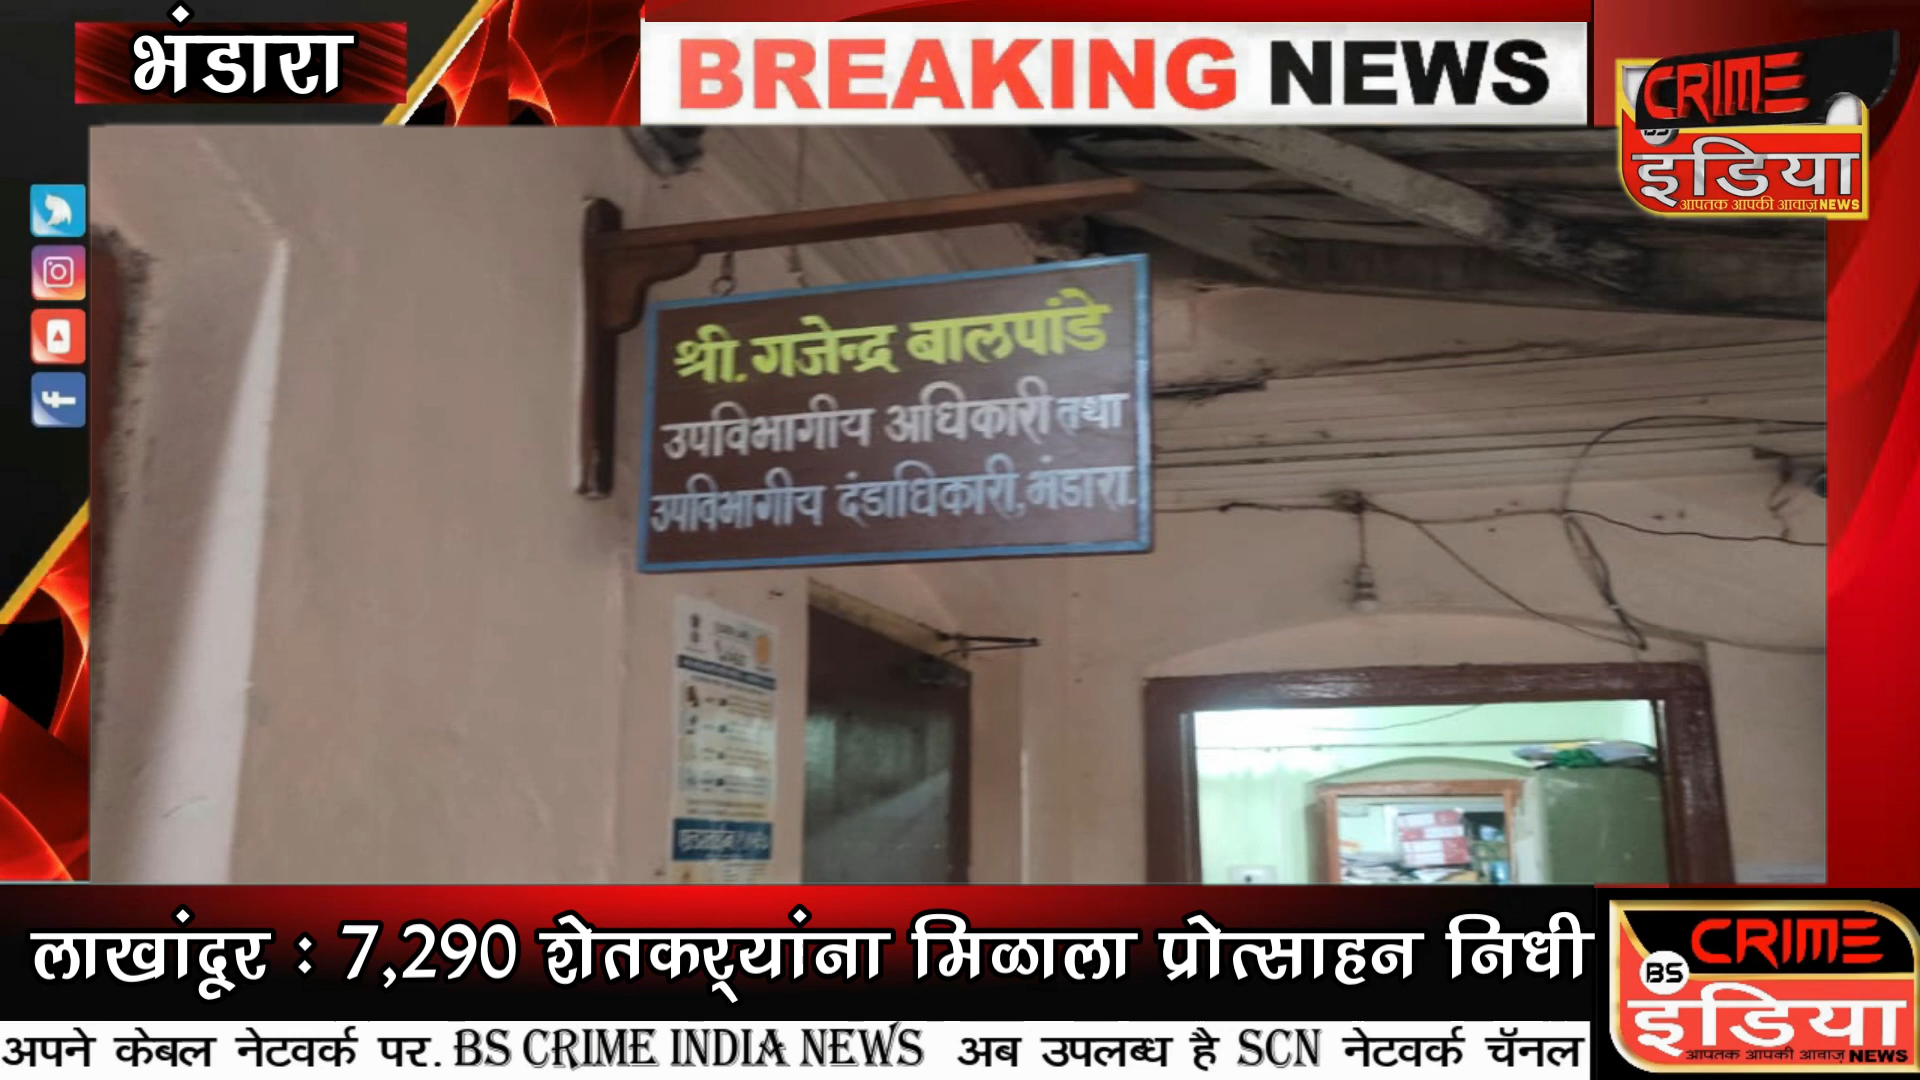 भंडारा
BREAKING NEWS
CRIME
BS
इंडिया
आपतक आपकी आवाज़ NEWS
श्री. गजेन्द्र बालपांडे
उपविभागीय अधिकारी तथा
उपविभागीय दंडाधिकारी, भंडारा.
लाखांदूर : 7,290 शेतकऱ्यांना मिळाला प्रोत्साहन निधी
CRIME
BS
इंडिया
आपतक आपकी आवाज़ NEWS
अपने केबल नेटवर्क पर. BS CRIME INDIA NEWS अब उपलब्ध है SCN नेटवर्क चॅनल